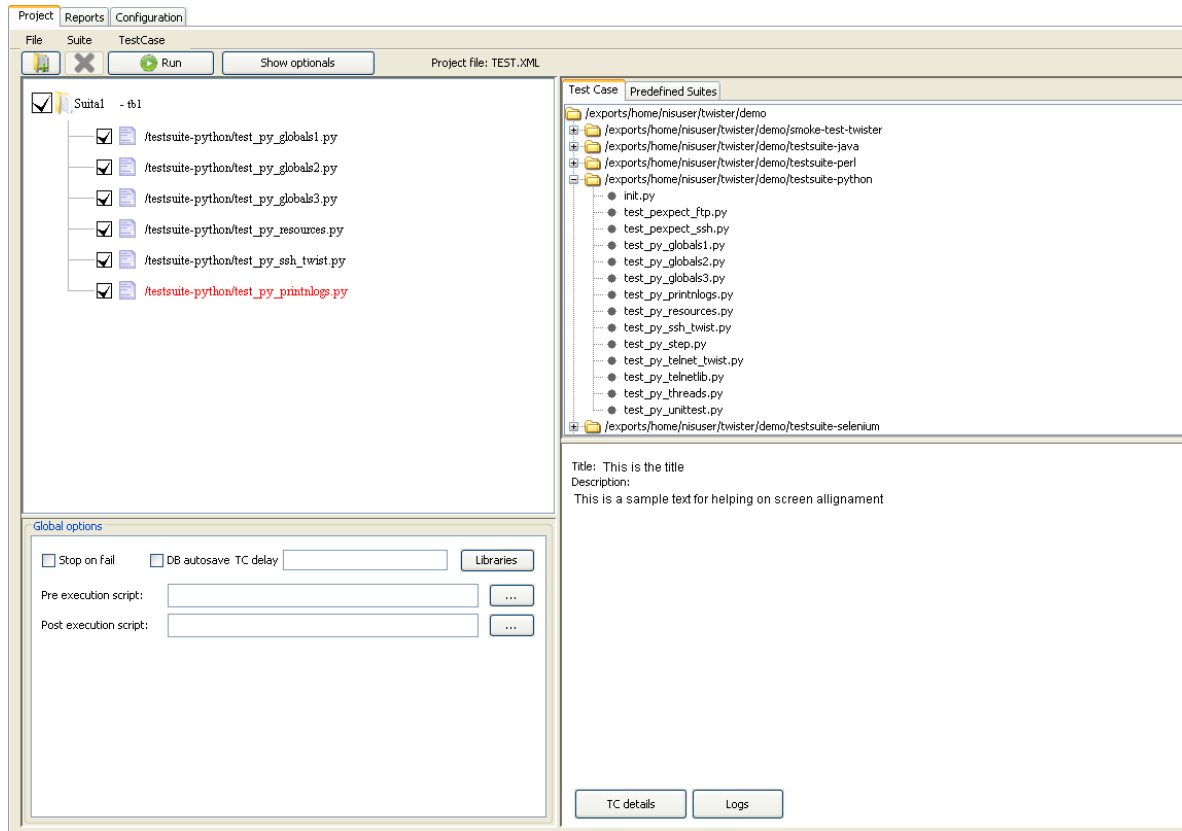 Project Reports Configuration
File Suite TestCase
Run Show optionals Project file: TEST.XML
Suita1 - tb1
/testsuite-python/test_py_globals1.py
/testsuite-python/test_py_globals2.py
/testsuite-python/test_py_globals3.py
/testsuite-python/test_py_resources.py
/testsuite-python/test_py_ssh_twist.py
/testsuite-python/test_py_printnlogs.py
Global options
Stop on fail DB autosave TC delay Libraries
Pre execution script: ...
Post execution script: ...
Test Case Predefined Suites
/exports/home/nisuser/twister/demo
/exports/home/nisuser/twister/demo/smoke-test-twister
/exports/home/nisuser/twister/demo/testsuite-java
/exports/home/nisuser/twister/demo/testsuite-perl
/exports/home/nisuser/twister/demo/testsuite-python
init.py
test_pexpect_ftp.py
test_pexpect_ssh.py
test_py_globals1.py
test_py_globals2.py
test_py_globals3.py
test_py_printnlogs.py
test_py_resources.py
test_py_ssh_twist.py
test_py_step.py
test_py_telnet_twist.py
test_py_telnetlib.py
test_py_threads.py
test_py_unittest.py
/exports/home/nisuser/twister/demo/testsuite-selenium
Title: This is the title
Description:
This is a sample text for helping on screen allignament
TC details Logs